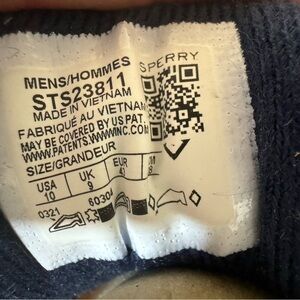 MENS/HOMMES
STS23811
MADE IN VIETNAM
FABRIQUÉ AU VIETNAM
MAY BE COVERED BY US PAT.
WWW.PATENTS.WWWINC.COM
SIZE/GRANDEUR
USA UK EUR
10 9
0321
SPERRY